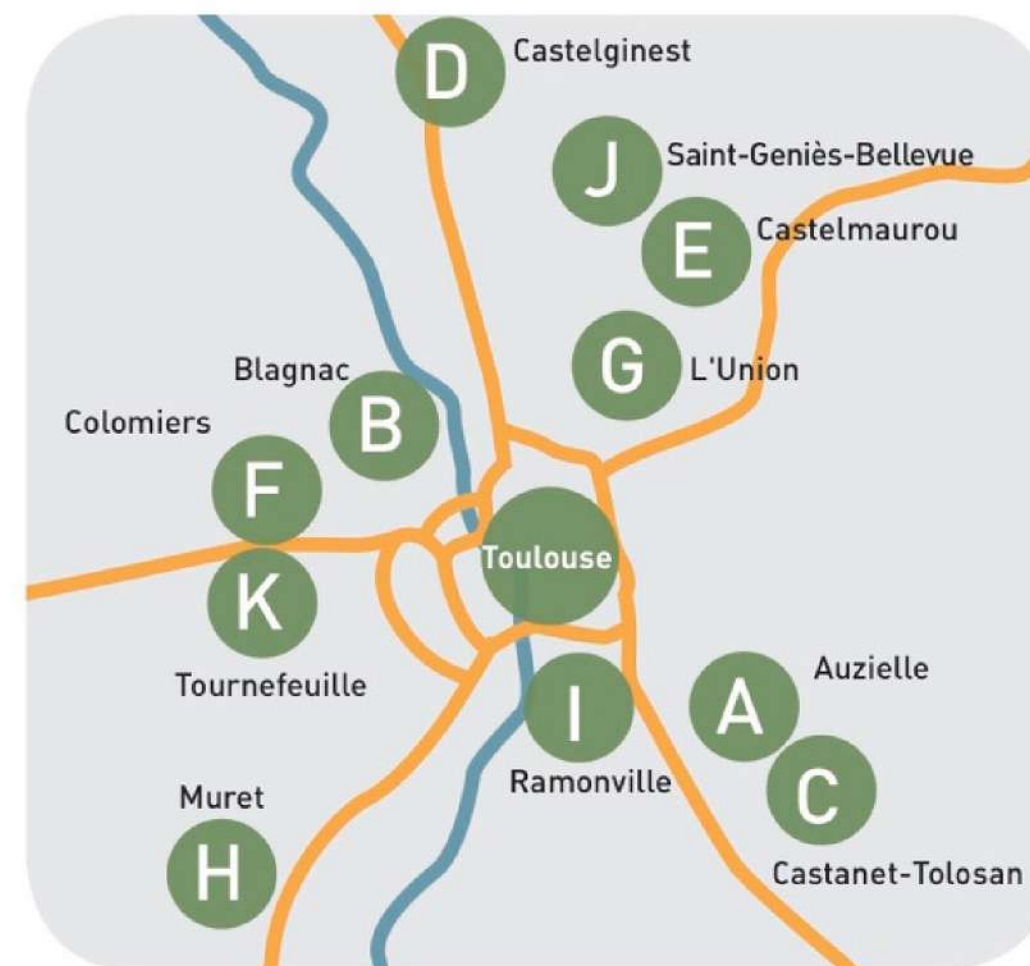 D
Castelginest
J
Saint-Geniès-Bellevue
E
Castelmaurou
G
L'Union
Blagnac
B
Colomiers
F
Toulouse
K
Tournefeuille
I
Ramonville
A
Auzielle
C
Castanet-Tolosan
Muret
H